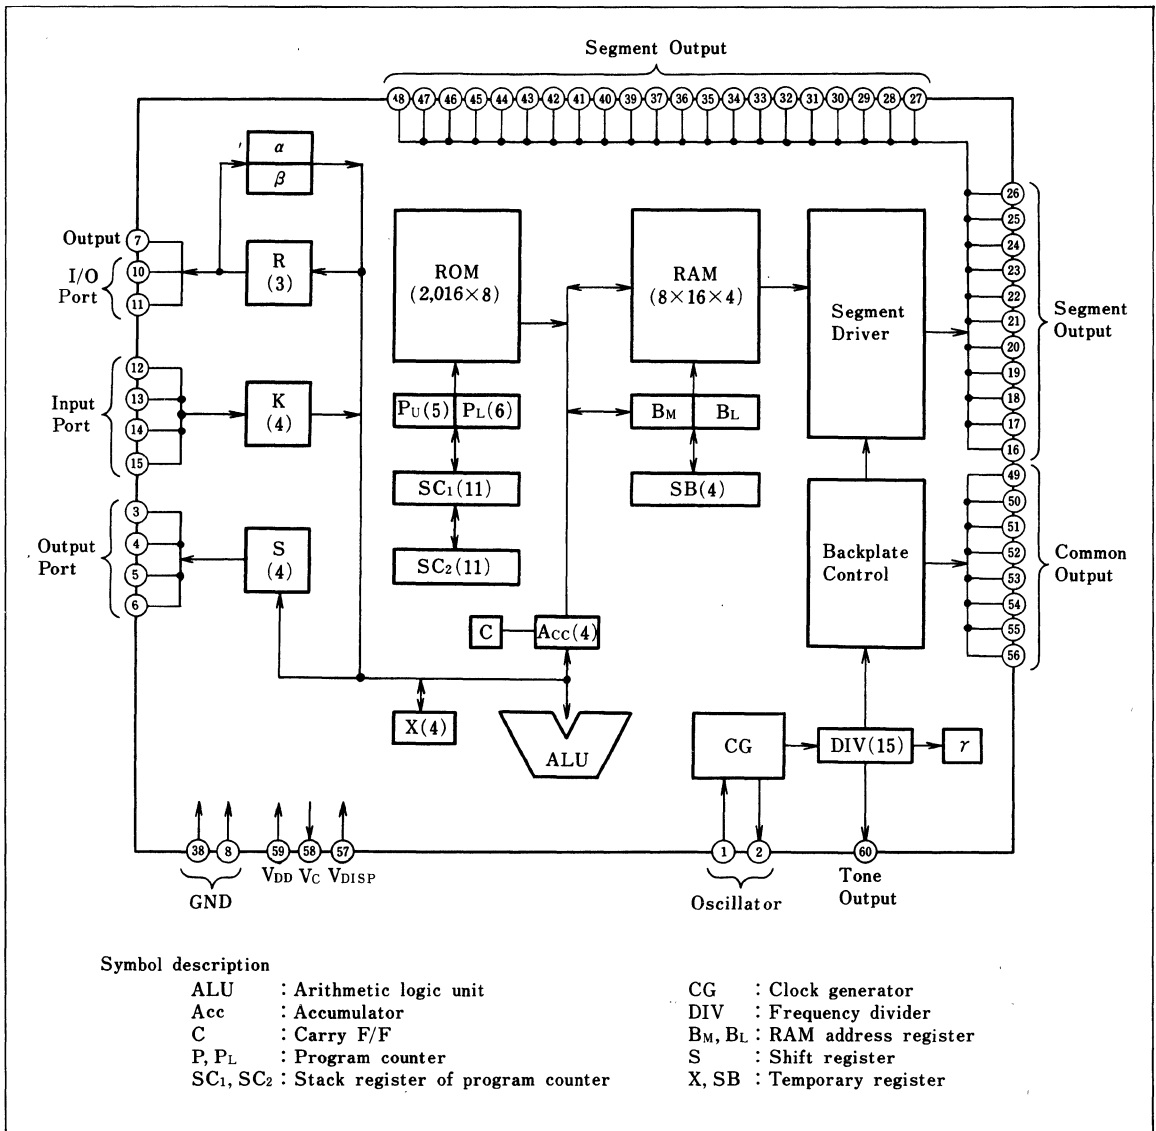 Segment Output
48 47 46 45 44 43 42 41 40 39 37 36 35 34 33 32 31 30 29 28 27
α
β
Output 7
I/O Port
10
11
R (3)
Input Port
12
13
14
15
K (4)
Output Port
3
4
5
6
S (4)
ROM (2,016×8)
PU(5) PL(6)
SC1(11)
SC2(11)
C
Acc(4)
X(4)
ALU
RAM (8×16×4)
BM BL
SB(4)
Segment Driver
Backplate Control
CG
DIV(15)
γ
26
25
24
23
22
21
20
19
18
17
16
Segment Output
49
50
51
52
53
54
55
56
Common Output
38 8 59 58 57
GND
VDD VC VDISP
1 2
Oscillator
60
Tone Output
Symbol description
ALU : Arithmetic logic unit
Acc : Accumulator
C : Carry F/F
P, PL : Program counter
SC1, SC2 : Stack register of program counter
CG : Clock generator
DIV : Frequency divider
BM, BL : RAM address register
S : Shift register
X, SB : Temporary register